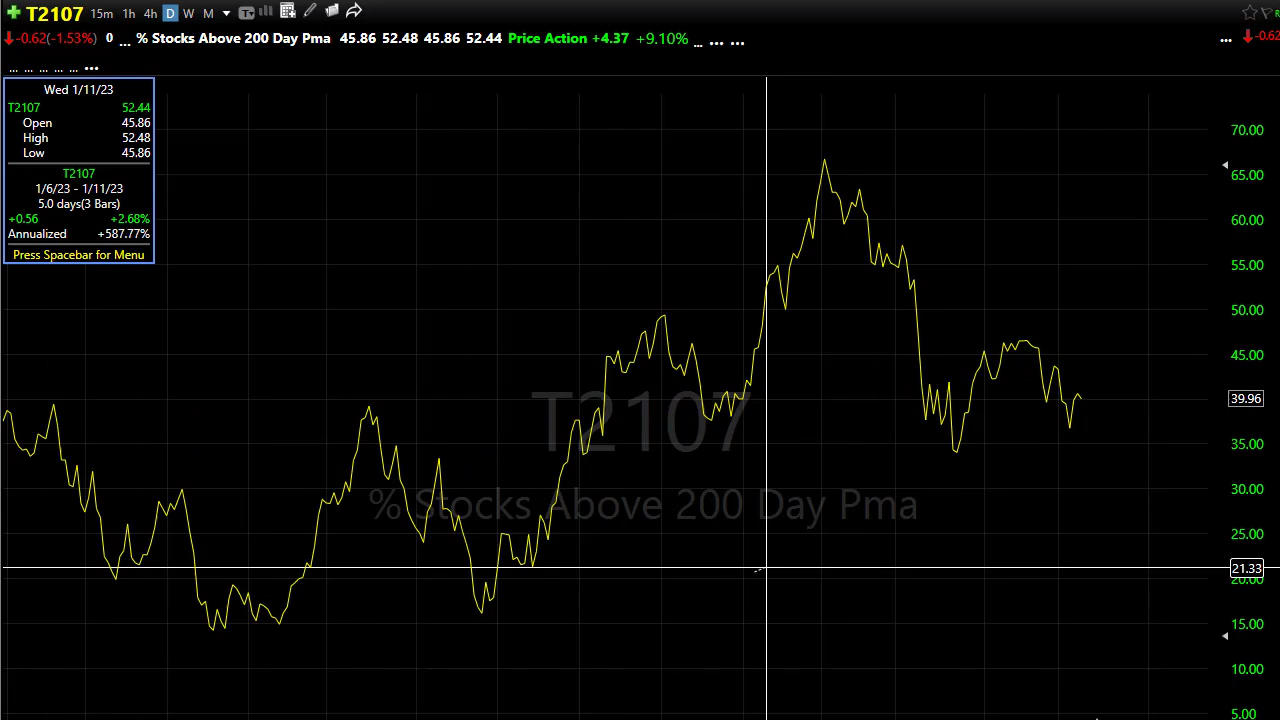 T2107 15m 1h 4h D W M
-0.62(-1.53%) 0 ... % Stocks Above 200 Day Pma 45.86 52.48 45.86 52.44 Price Action +4.37 +9.10% ... ... ... ... -0.62
... ... ... ... ... ...
Wed 1/11/23
T2107 52.44
Open 45.86
High 52.48
Low 45.86
T2107
1/6/23 - 1/11/23
5.0 days(3 Bars)
+0.56 +2.68%
Annualized +587.77%
Press Spacebar for Menu
T2107
% Stocks Above 200 Day Pma
70.00
65.00
60.00
55.00
50.00
45.00
39.96
35.00
30.00
25.00
21.33
20.00
15.00
10.00
5.00